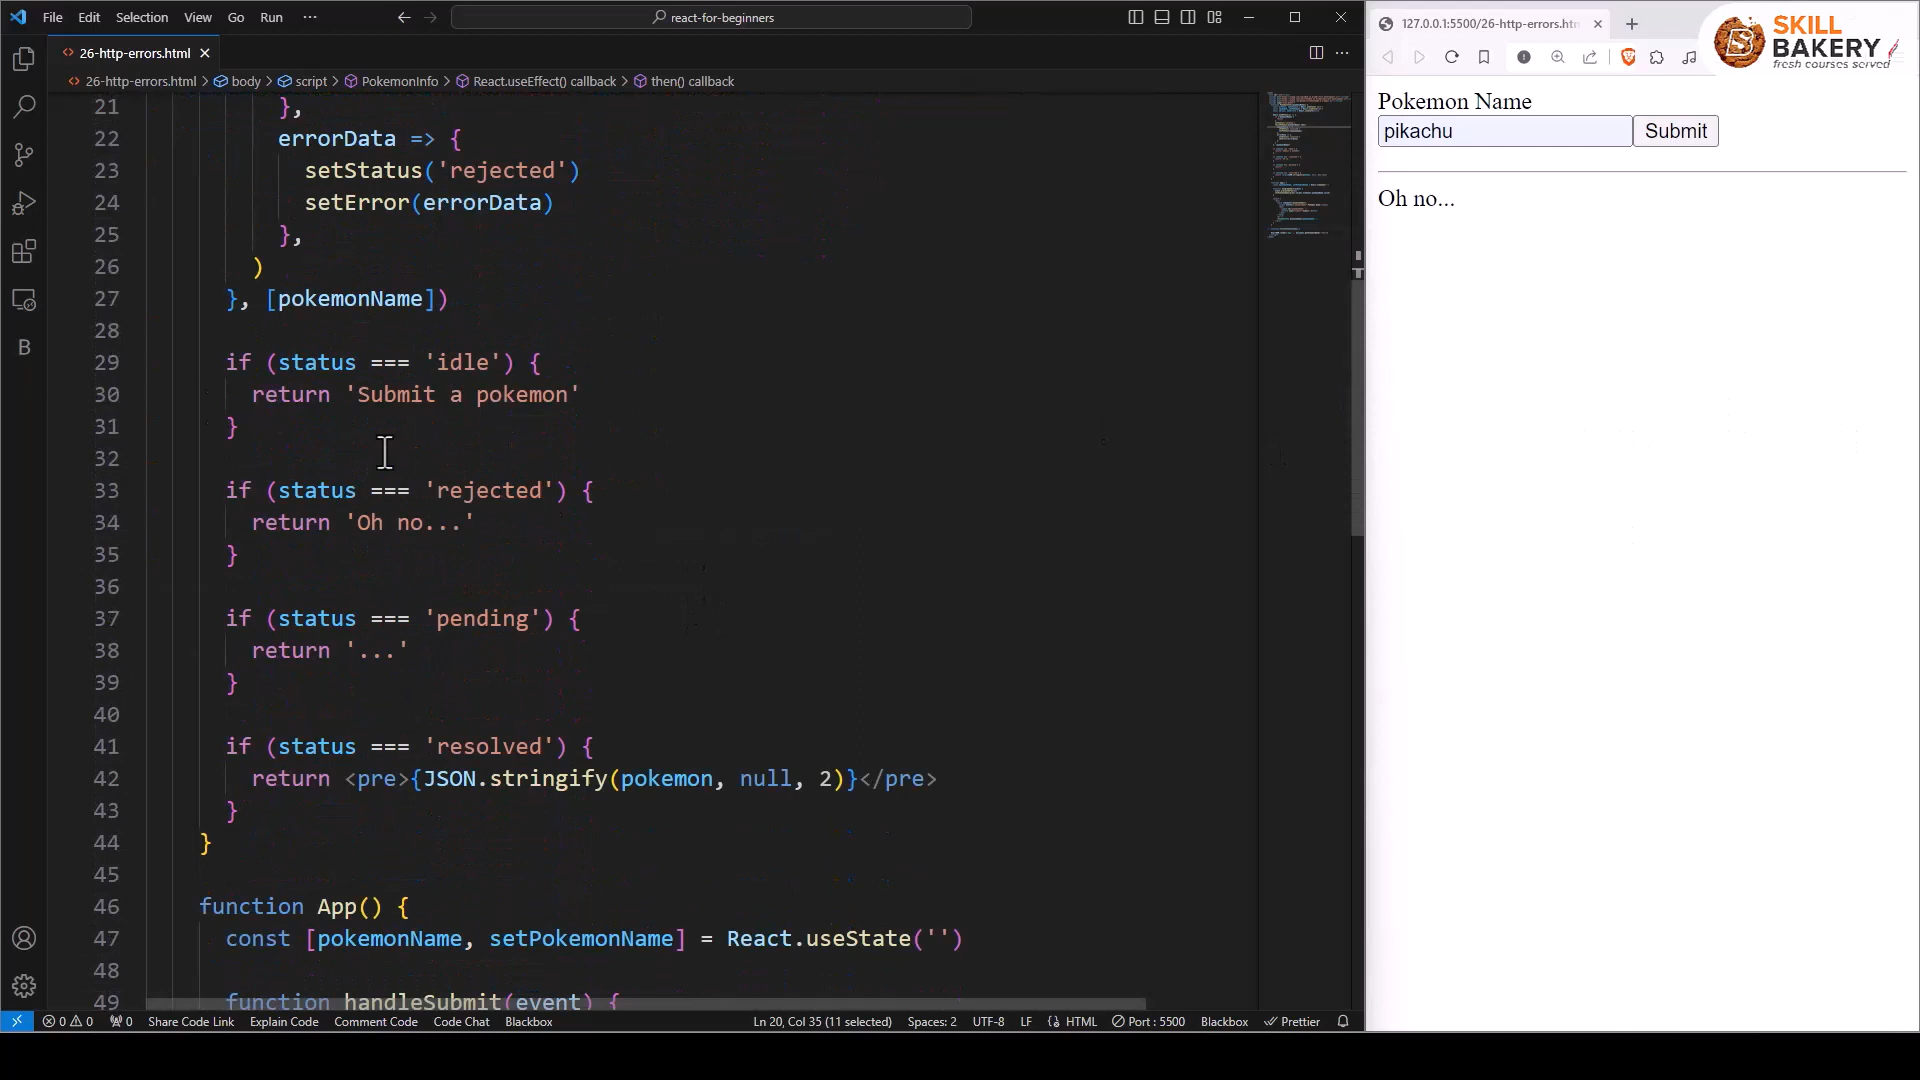 File Edit Selection View Go Run ... react-for-beginners
26-http-errors.html
26-http-errors.html > body > script > PokemonInfo > React.useEffect() callback > then() callback
21 },
22 errorData => {
23 setStatus('rejected')
24 setError(errorData)
25 },
26 )
27 }, [pokemonName])
28
29 if (status === 'idle') {
30 return 'Submit a pokemon'
31 }
32
33 if (status === 'rejected') {
34 return 'Oh no...'
35 }
36
37 if (status === 'pending') {
38 return '...'
39 }
40
41 if (status === 'resolved') {
42 return <pre>{JSON.stringify(pokemon, null, 2)}</pre>
43 }
44 }
45
46 function App() {
47 const [pokemonName, setPokemonName] = React.useState('')
48
49 function handleSubmit(event) {
B
0 0 0 Share Code Link Explain Code Comment Code Code Chat Blackbox Ln 20, Col 35 (11 selected) Spaces: 2 UTF-8 LF HTML Port : 5500 Blackbox Prettier
127.0.0.1:5500/26-http-errors.htm
SKILL
BAKERY
fresh courses served
Pokemon Name
pikachu Submit
Oh no...